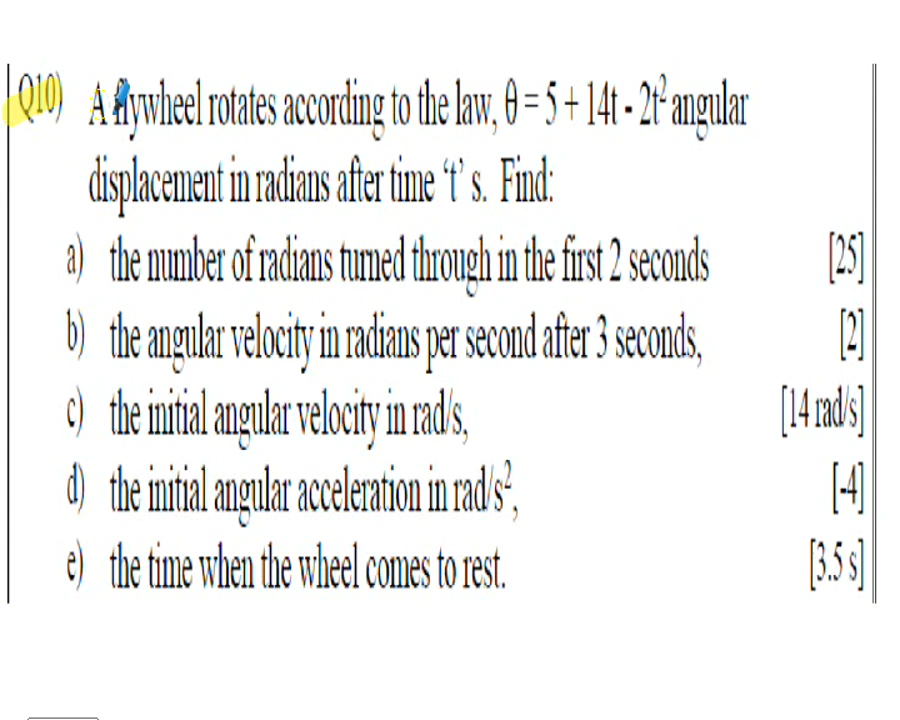 Q10) A flywheel rotates according to the law, θ = 5 + 14t - 2t² angular
displacement in radians after time ‘t’ s. Find:
a) the number of radians turned through in the first 2 seconds [25]
b) the angular velocity in radians per second after 3 seconds, [2]
c) the initial angular velocity in rad/s, [14 rad/s]
d) the initial angular acceleration in rad/s², [-4]
e) the time when the wheel comes to rest. [3.5 s]